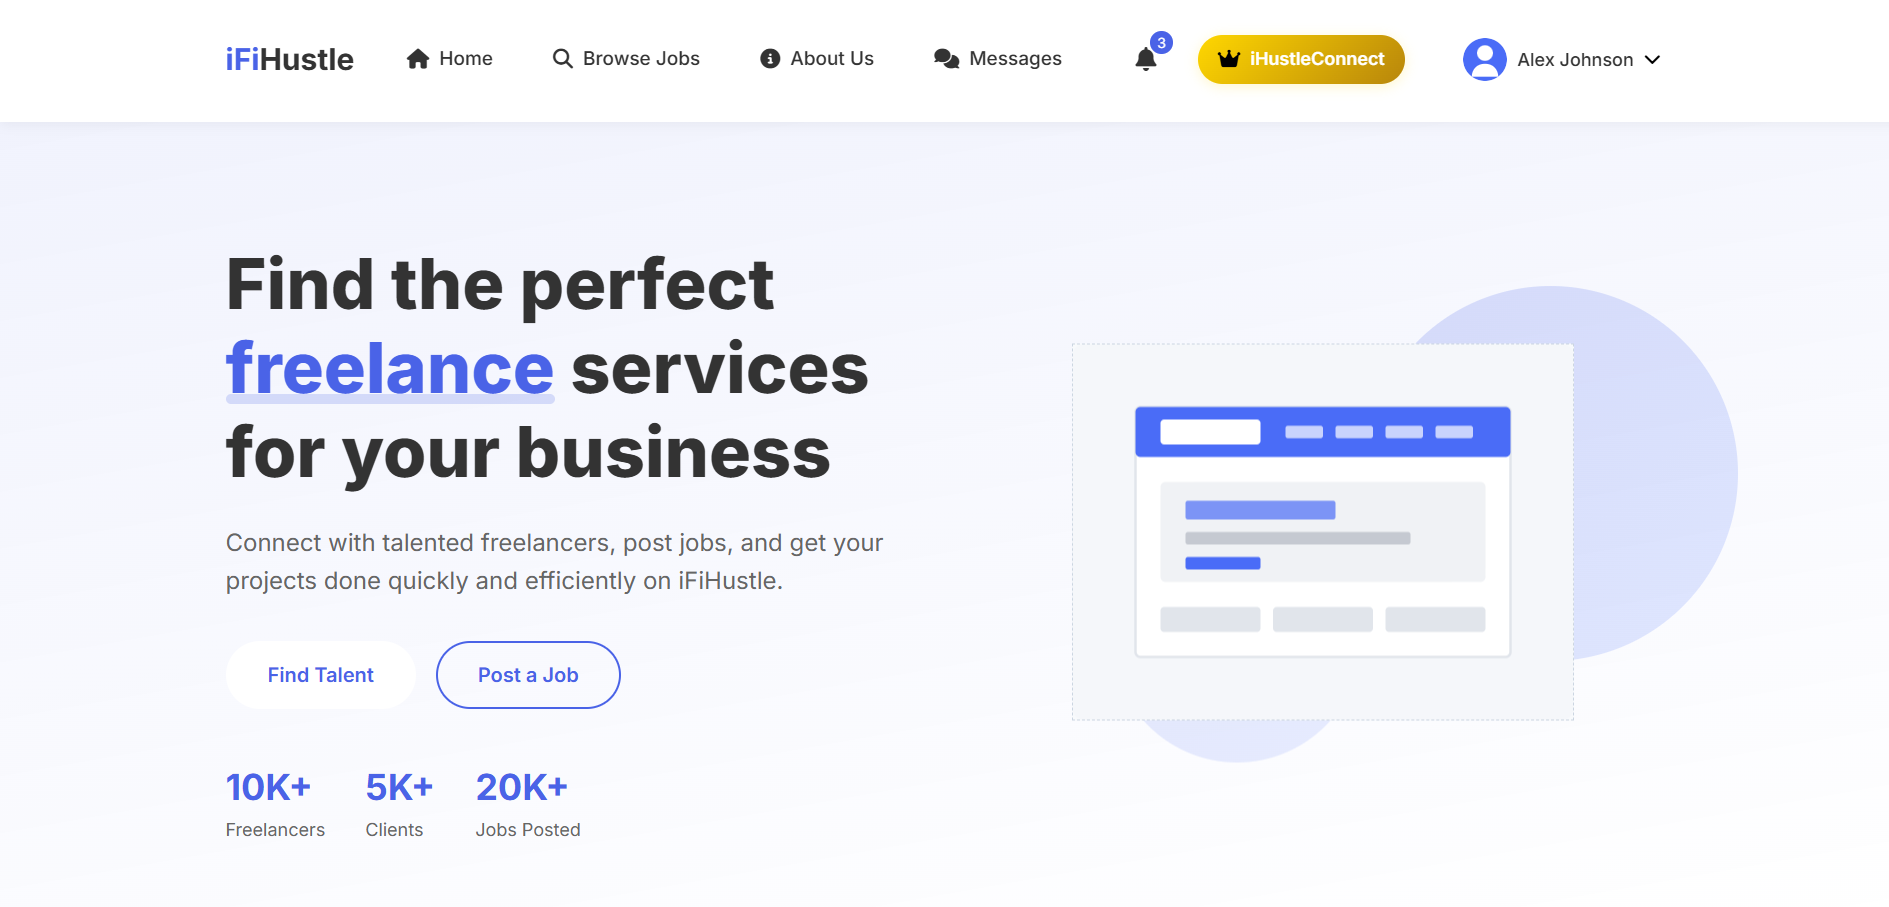 iFiHustle
Home
Browse Jobs
About Us
Messages
3
iHustleConnect
Alex Johnson
Find the perfect
freelance services
for your business
Connect with talented freelancers, post jobs, and get your
projects done quickly and efficiently on iFiHustle.
Find Talent
Post a Job
10K+
Freelancers
5K+
Clients
20K+
Jobs Posted